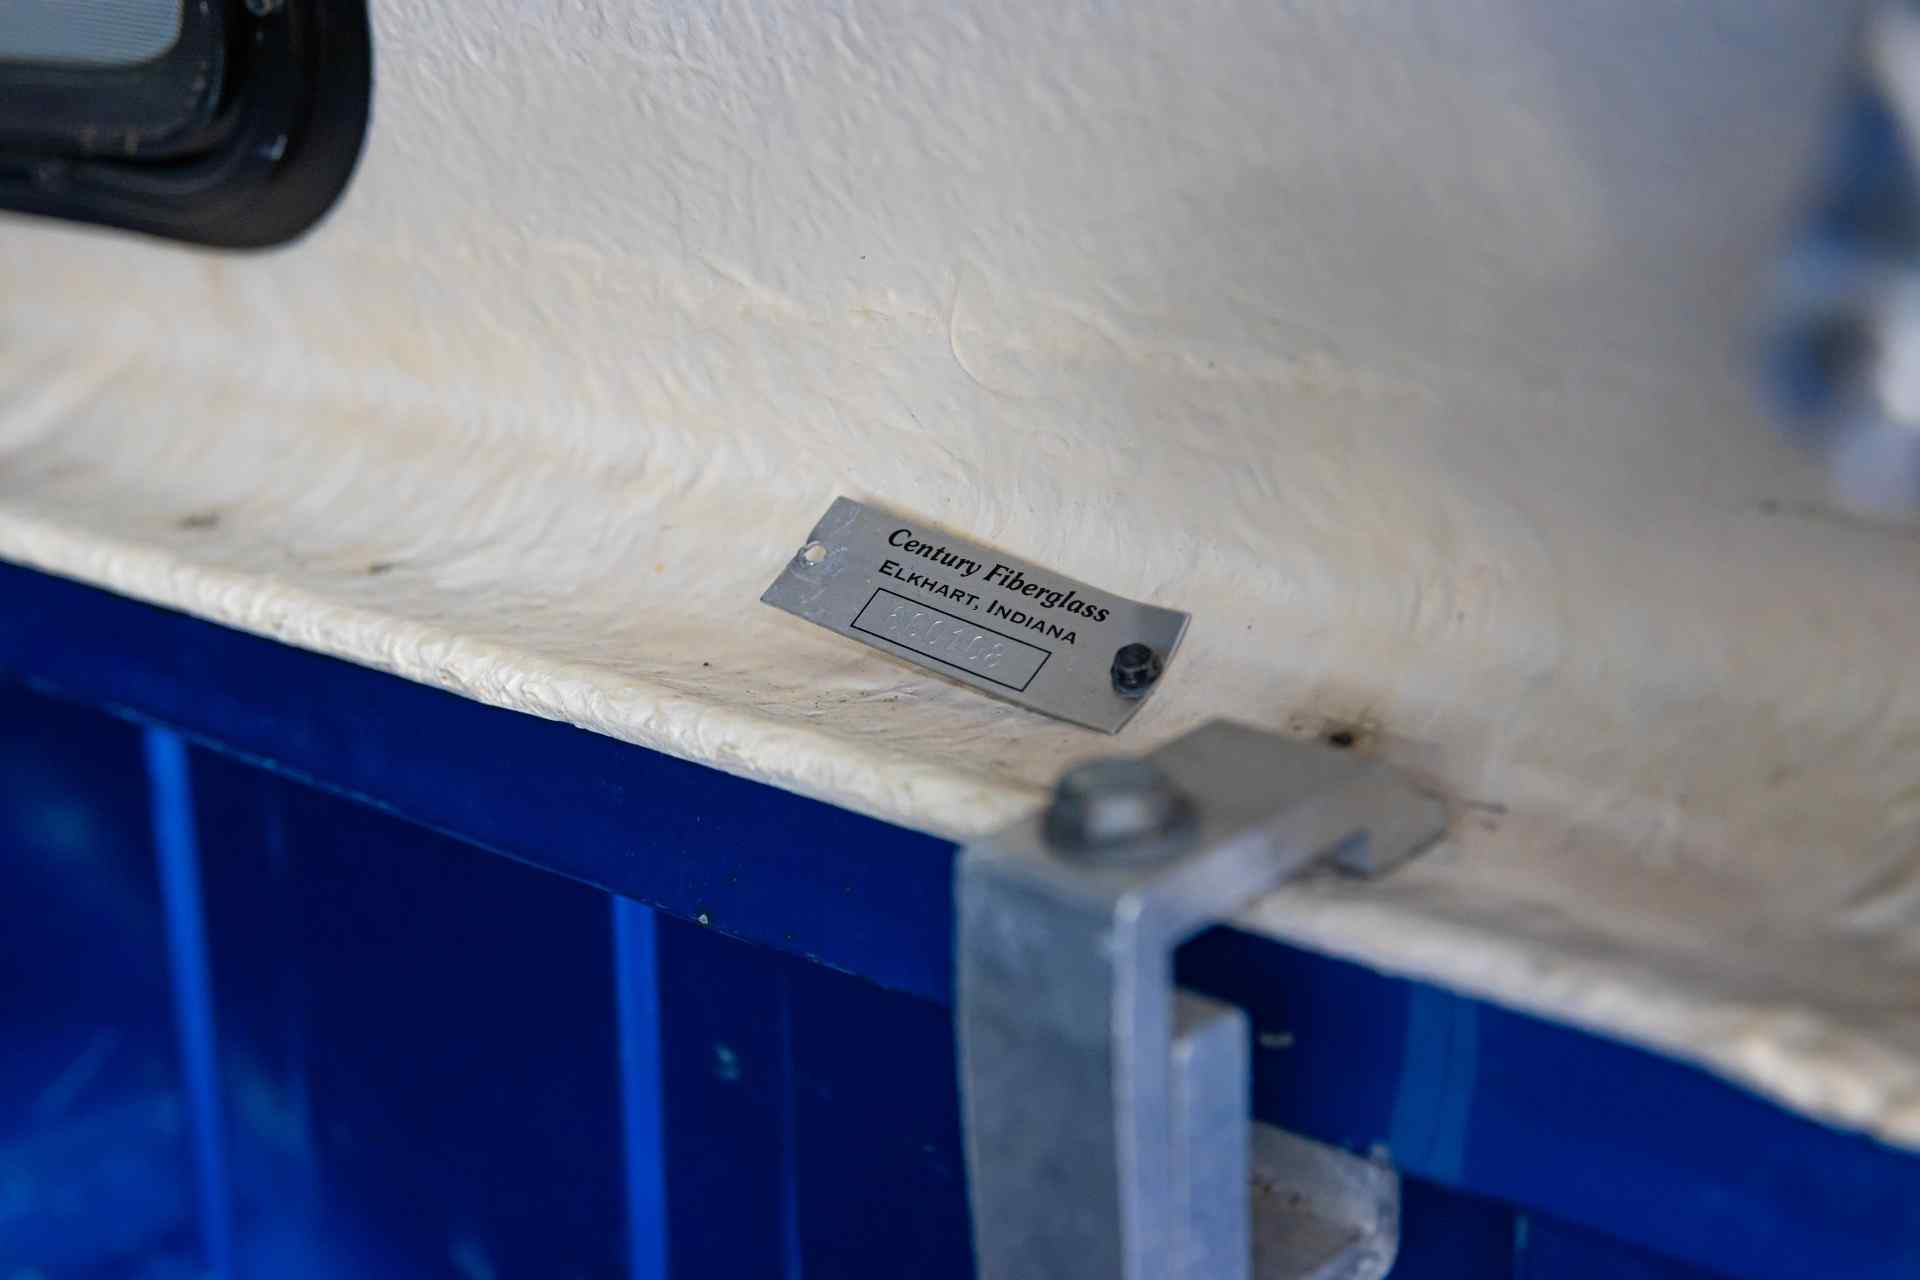 Century Fiberglass
ELKHART, INDIANA